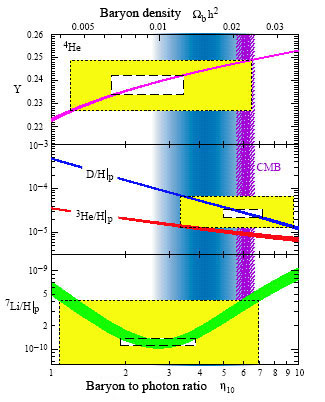 Baryon density Ω_b h²
0.005 0.01 0.02 0.03
0.26
⁴He
0.25
0.24
Y
0.23
0.22
10⁻³
CMB
D/H|p
10⁻⁴
³He/H|p
10⁻⁵
10⁻⁹
5
⁷Li/H|p
2
10⁻¹⁰
1 2 3 4 5 6 7 8 9 10
Baryon to photon ratio η₁₀